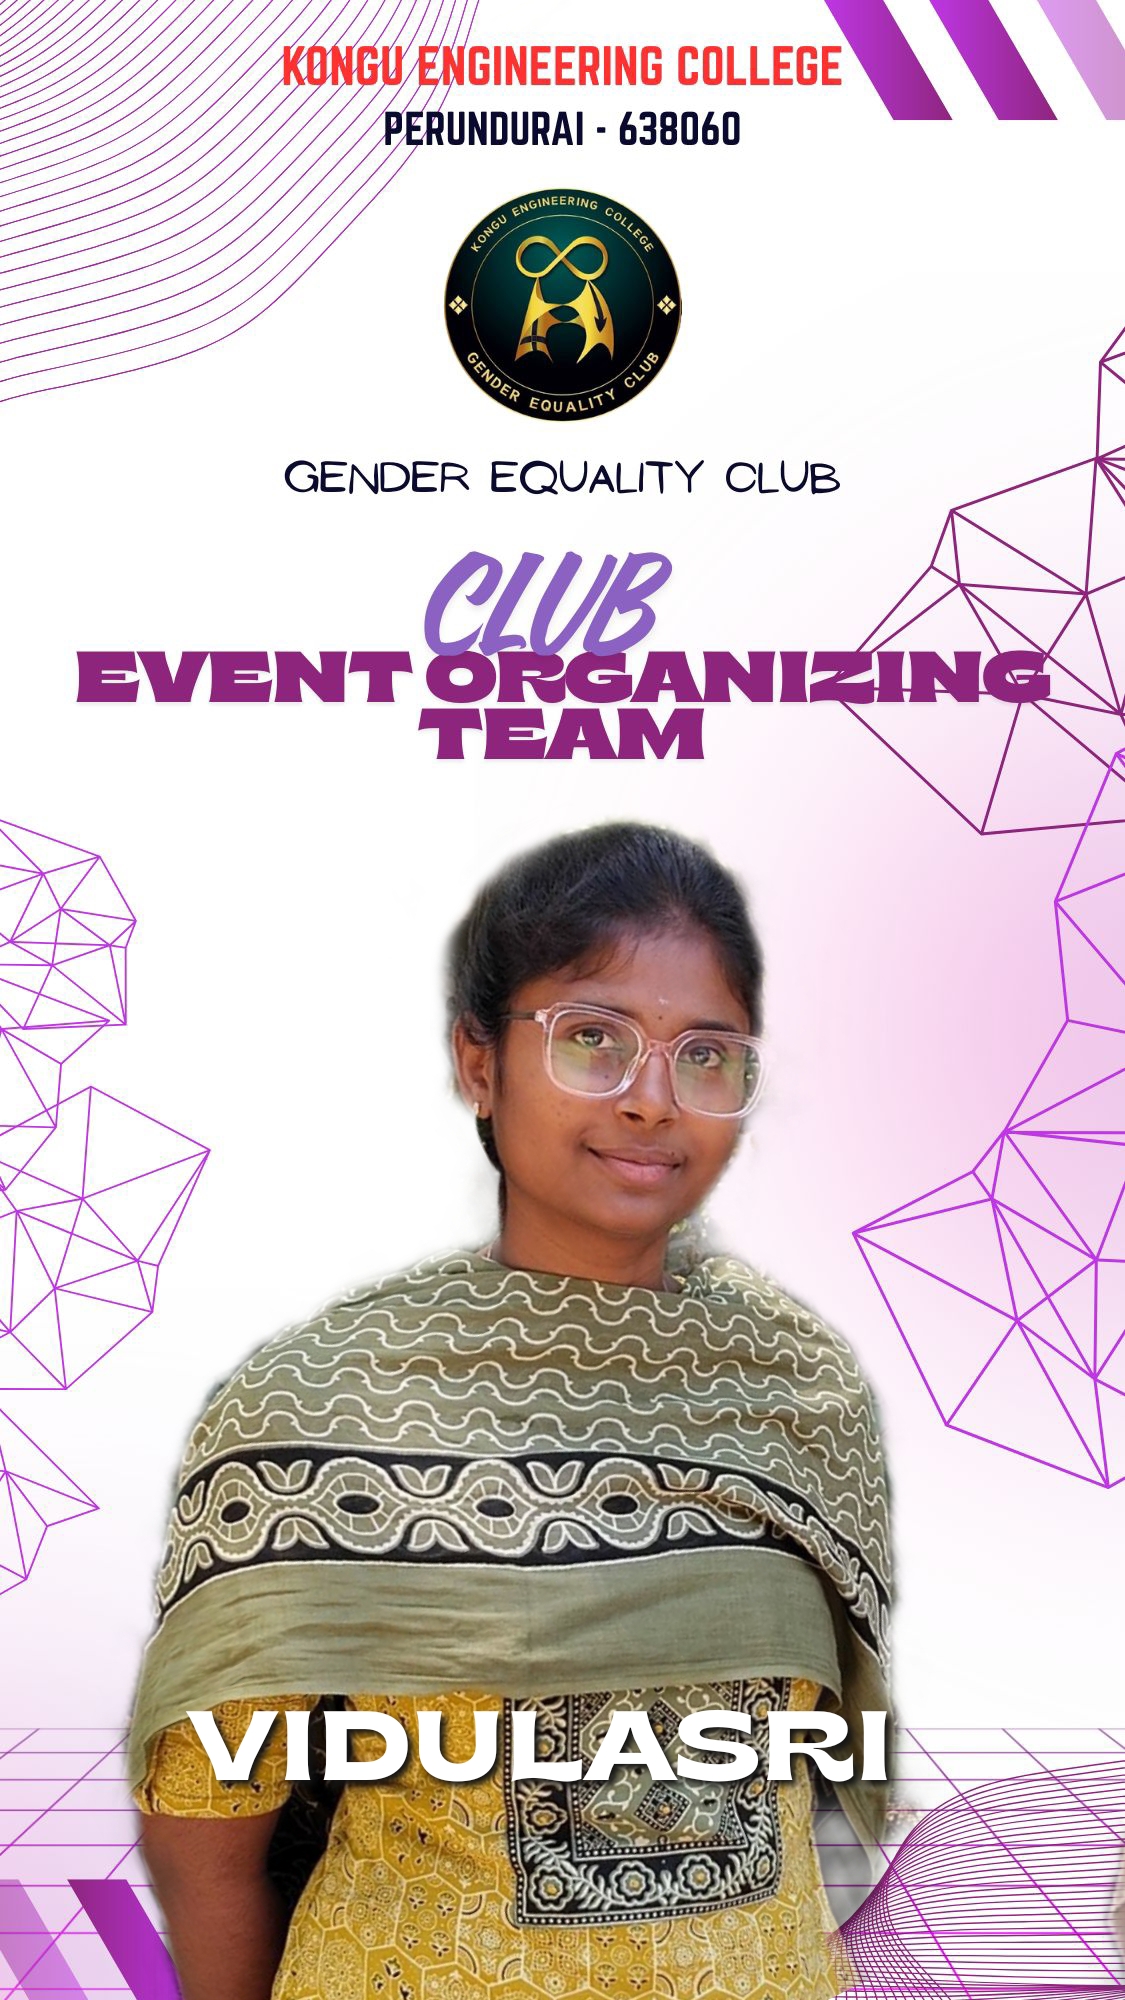 KONGU ENGINEERING COLLEGE
PERUNDURAI - 638060
KONGU ENGINEERING COLLEGE
GENDER EQUALITY CLUB
GENDER EQUALITY CLUB
CLUB
EVENT ORGANIZING
TEAM
VIDULASRI